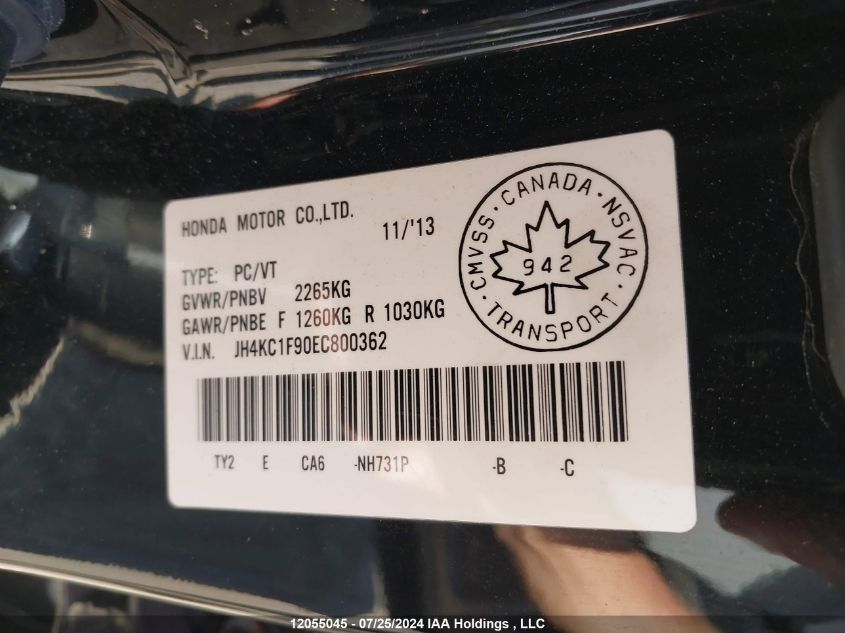 HONDA MOTOR CO.,LTD. 11/'13
CMVSS · CANADA · NSVAC · TRANSPORT ·
942
TYPE: PC/VT
GVWR/PNBV 2265KG
GAWR/PNBE F 1260KG R 1030KG
V.I.N. JH4KC1F90EC800362
TY2 E CA6 -NH731P -B -C
12055045 - 07/25/2024 IAA Holdings , LLC